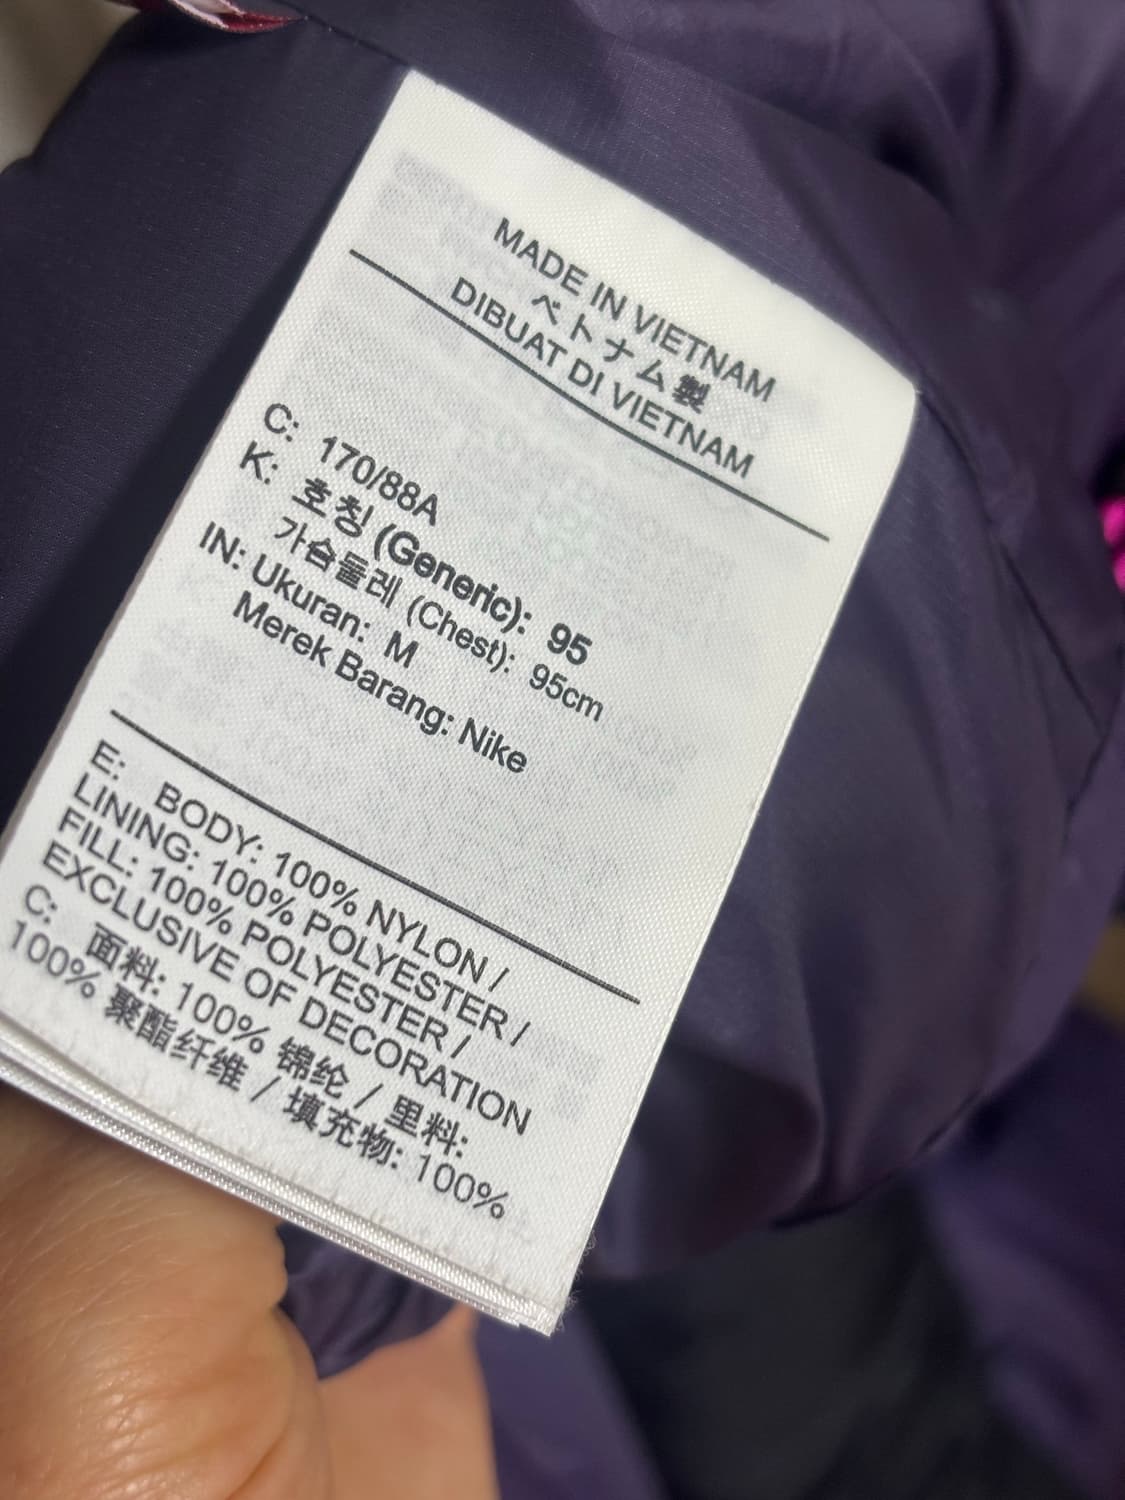 MADE IN VIETNAM
ベトナム製
DIBUAT DI VIETNAM
C: 170/88A
K: 호칭 (Generic): 95
가슴둘레 (Chest): 95cm
IN: Ukuran: M
Merek Barang: Nike
E: BODY: 100% NYLON /
LINING: 100% POLYESTER /
FILL: 100% POLYESTER /
EXCLUSIVE OF DECORATION
C: 面料: 100% 锦纶 / 里料:
100% 聚酯纤维 / 填充物: 100%